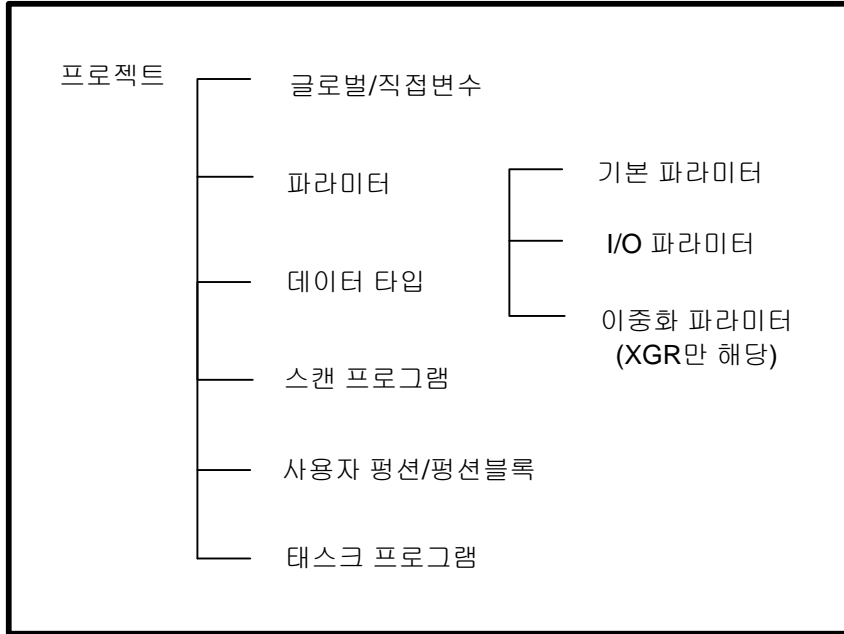 프로젝트
글로벌/직접변수
파라미터
데이터 타입
스캔 프로그램
사용자 펑션/펑션블록
태스크 프로그램
기본 파라미터
I/O 파라미터
이중화 파라미터
(XGR만 해당)